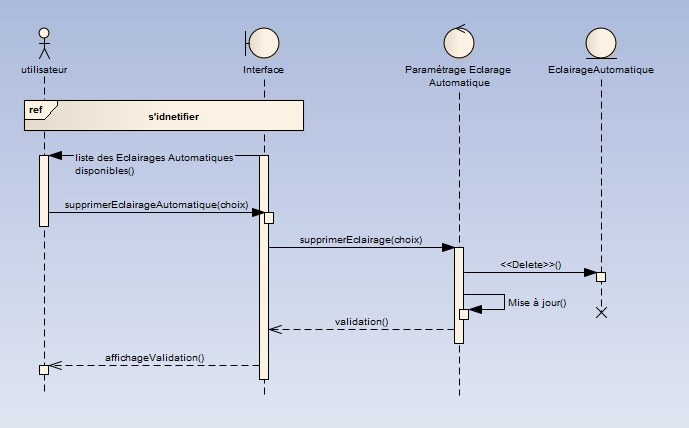 utilisateur
Interface
Paramétrage Eclarage
Automatique
EclairageAutomatique
ref
s'idnetifier
liste des Eclairages Automatiques
disponibles()
supprimerEclairageAutomatique(choix)
supprimerEclairage(choix)
<<Delete>>()
Mise à jour()
validation()
affichageValidation()